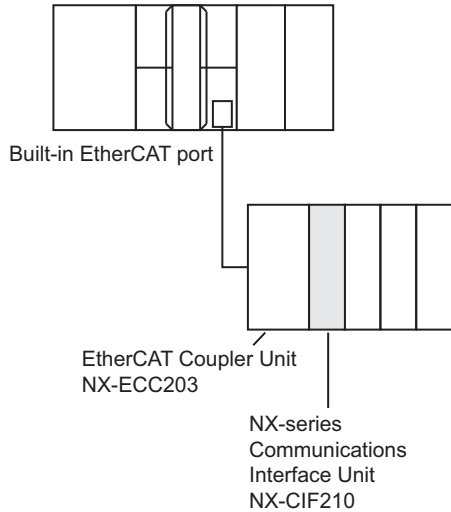 Built-in EtherCAT port
EtherCAT Coupler Unit
NX-ECC203
NX-series
Communications
Interface Unit
NX-CIF210